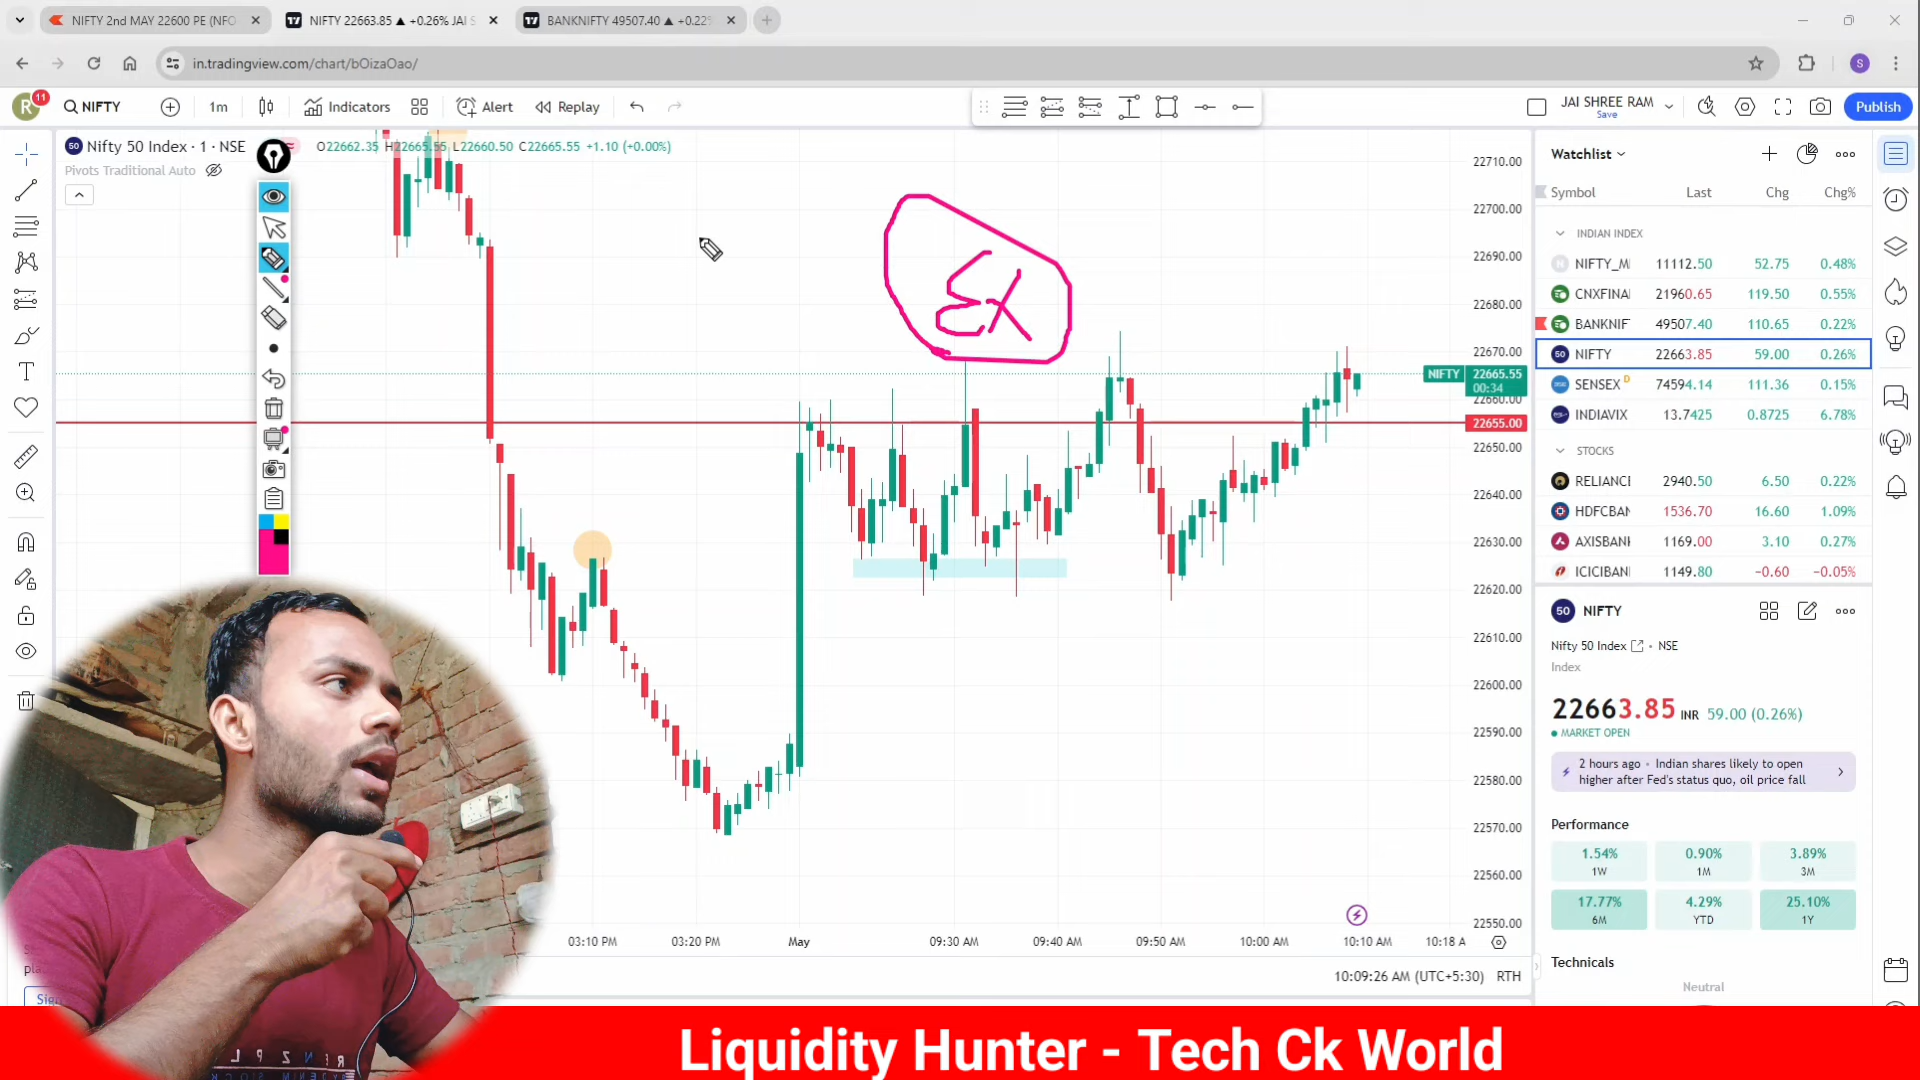 NIFTY 2nd MAY 22600 PE (NFO
NIFTY 22663.85 ▲ +0.26% JAI S
BANKNIFTY 49507.40 ▲ +0.22%
in.tradingview.com/chart/bOizaOao/
R 11
NIFTY
1m
Indicators
Alert
Replay
JAI SHREE RAM
Save
Publish
50 Nifty 50 Index · 1 · NSE
O22662.35 H22665.55 L22660.50 C22665.55 +1.10 (+0.00%)
Pivots Traditional Auto
EX
22710.00
22700.00
22690.00
22680.00
22670.00
NIFTY 22665.55
00:34
22660.00
22655.00
22650.00
22640.00
22630.00
22620.00
22610.00
22600.00
22590.00
22580.00
22570.00
22560.00
22550.00
03:10 PM 03:20 PM May 09:30 AM 09:40 AM 09:50 AM 10:00 AM 10:10 AM 10:18 A
10:09:26 AM (UTC+5:30) RTH
Watchlist
Symbol Last Chg Chg%
INDIAN INDEX
NIFTY_M 11112.50 52.75 0.48%
CNXFINAI 21960.65 119.50 0.55%
BANKNIF 49507.40 110.65 0.22%
50 NIFTY 22663.85 59.00 0.26%
SENSEX D 74594.14 111.36 0.15%
INDIAVIX 13.7425 0.8725 6.78%
STOCKS
RELIANCE 2940.50 6.50 0.22%
HDFCBAN 1536.70 16.60 1.09%
AXISBANK 1169.00 3.10 0.27%
ICICIBANI 1149.80 −0.60 −0.05%
50 NIFTY
Nifty 50 Index • NSE
Index
22663.85 INR 59.00 (0.26%)
MARKET OPEN
2 hours ago • Indian shares likely to open
higher after Fed's status quo, oil price fall
Performance
1.54% 0.90% 3.89%
1W 1M 3M
17.77% 4.29% 25.10%
6M YTD 1Y
Technicals
Neutral
Sign
Liquidity Hunter - Tech Ck World